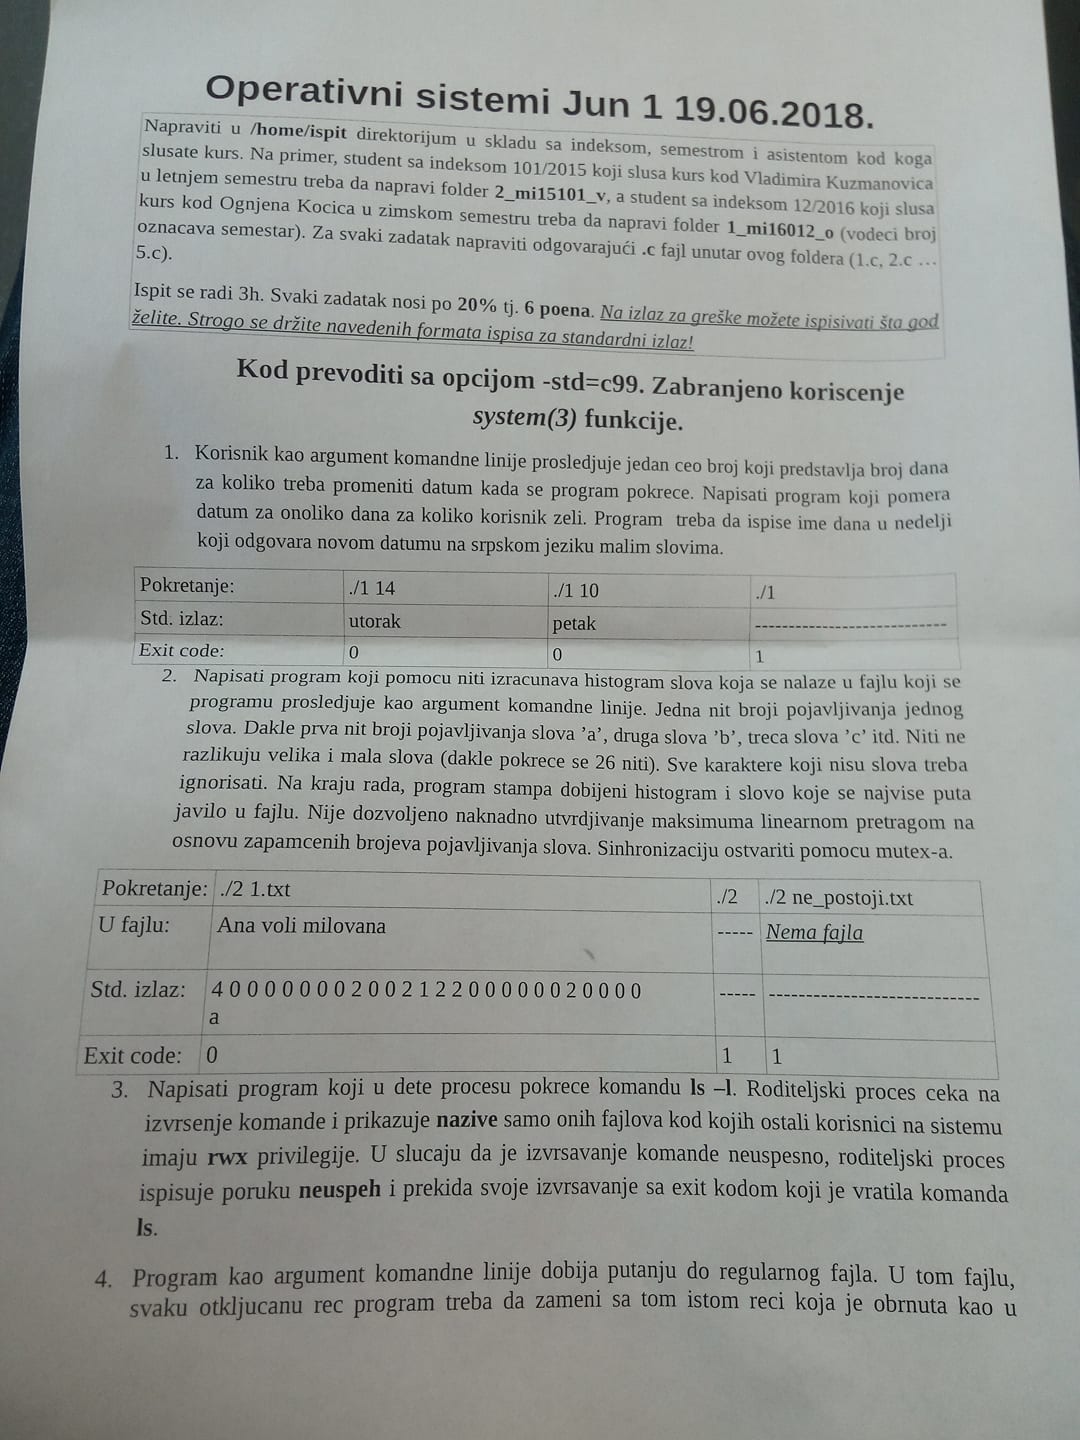 Operativni sistemi Jun 1 19.06.2018.
Napraviti u /home/ispit direktorijum u skladu sa indeksom, semestrom i asistentom kod koga
slusate kurs. Na primer, student sa indeksom 101/2015 koji slusa kurs kod Vladimira Kuzmanovica
u letnjem semestru treba da napravi folder 2_mi15101_v, a student sa indeksom 12/2016 koji slusa
kurs kod Ognjena Kocica u zimskom semestru treba da napravi folder 1_mi16012_o (vodeci broj
oznacava semestar). Za svaki zadatak napraviti odgovarajući .c fajl unutar ovog foldera (1.c, 2.c ...
5.c).
Ispit se radi 3h. Svaki zadatak nosi po 20% tj. 6 poena. Na izlaz za greške možete ispisivati šta god
želite. Strogo se držite navedenih formata ispisa za standardni izlaz!
Kod prevoditi sa opcijom -std=c99. Zabranjeno koriscenje
system(3) funkcije.
1. Korisnik kao argument komandne linije prosledjuje jedan ceo broj koji predstavlja broj dana
za koliko treba promeniti datum kada se program pokrece. Napisati program koji pomera
datum za onoliko dana za koliko korisnik zeli. Program treba da ispise ime dana u nedelji
koji odgovara novom datumu na srpskom jeziku malim slovima.
Pokretanje: ./1 14 ./1 10 ./1
Std. izlaz: utorak petak ----------------------------
Exit code: 0 0 1
2. Napisati program koji pomocu niti izracunava histogram slova koja se nalaze u fajlu koji se
programu prosledjuje kao argument komandne linije. Jedna nit broji pojavljivanja jednog
slova. Dakle prva nit broji pojavljivanja slova 'a', druga slova 'b', treca slova 'c' itd. Niti ne
razlikuju velika i mala slova (dakle pokrece se 26 niti). Sve karaktere koji nisu slova treba
ignorisati. Na kraju rada, program stampa dobijeni histogram i slovo koje se najvise puta
javilo u fajlu. Nije dozvoljeno naknadno utvrdjivanje maksimuma linearnom pretragom na
osnovu zapamcenih brojeva pojavljivanja slova. Sinhronizaciju ostvariti pomocu mutex-a.
Pokretanje: ./2 1.txt ./2 ./2 ne_postoji.txt
U fajlu: Ana voli milovana ----- Nema fajla
Std. izlaz: 4 0 0 0 0 0 0 0 2 0 0 2 1 2 2 0 0 0 0 0 0 2 0 0 0 0 ----- ------------------------------
a
Exit code: 0 1 1
3. Napisati program koji u dete procesu pokrece komandu ls –l. Roditeljski proces ceka na
izvrsenje komande i prikazuje nazive samo onih fajlova kod kojih ostali korisnici na sistemu
imaju rwx privilegije. U slucaju da je izvrsavanje komande neuspesno, roditeljski proces
ispisuje poruku neuspeh i prekida svoje izvrsavanje sa exit kodom koji je vratila komanda
ls.
4. Program kao argument komandne linije dobija putanju do regularnog fajla. U tom fajlu,
svaku otkljucanu rec program treba da zameni sa tom istom reci koja je obrnuta kao u